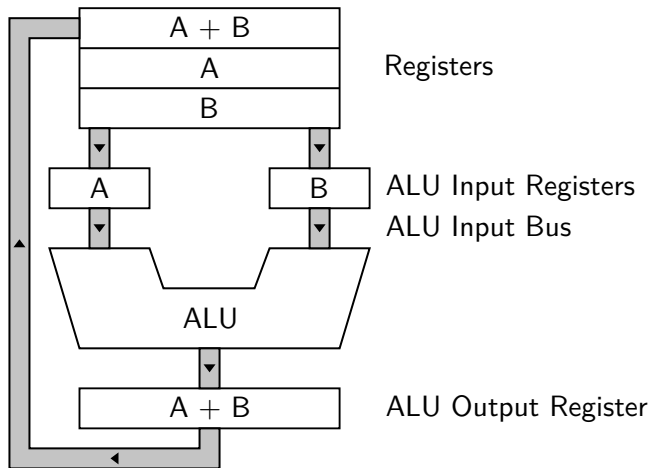 A + B
A
Registers
B
A
B
ALU Input Registers
ALU Input Bus
ALU
A + B
ALU Output Register